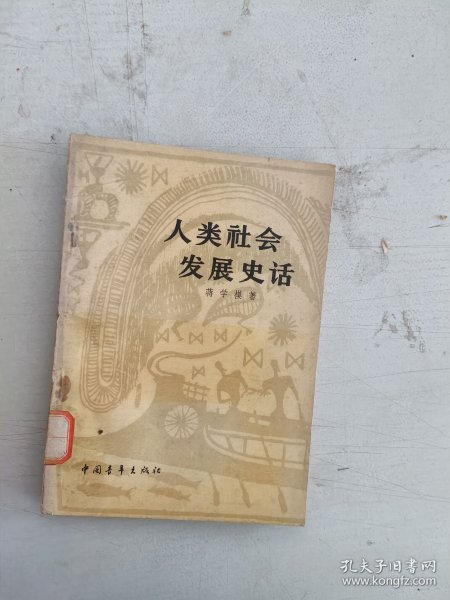 人类社会
发展史话
蒋学模著
中国青年出版社
孔夫子旧书网
www.kongfz.com